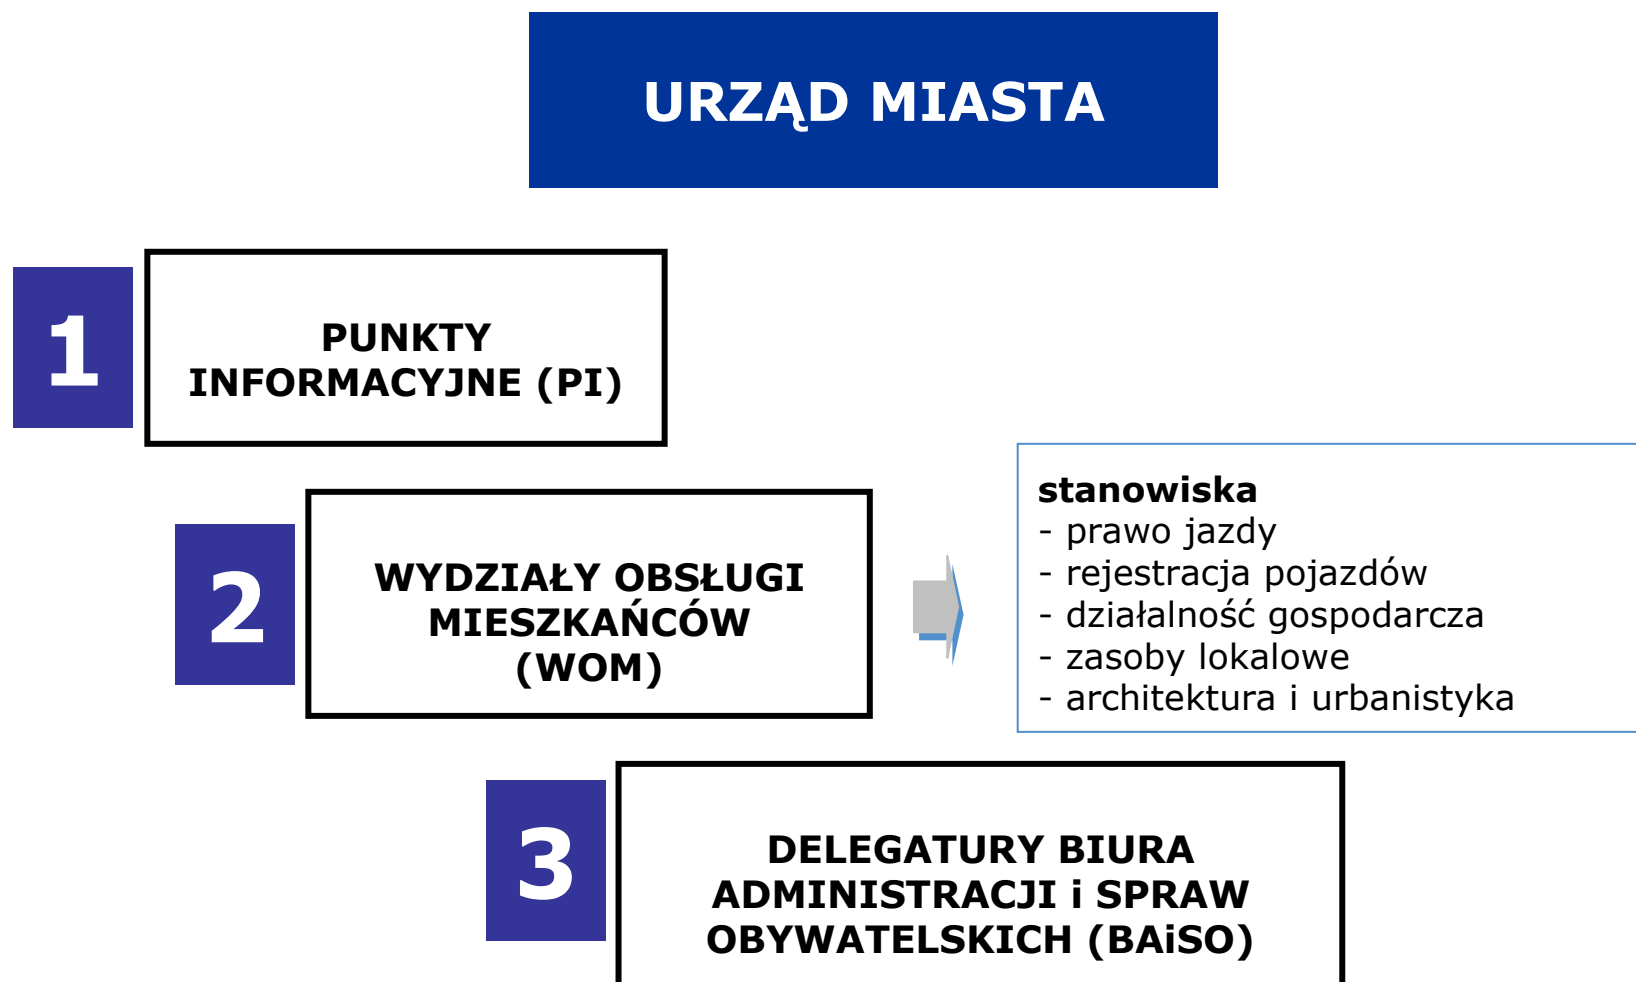 URZĄD MIASTA
1
PUNKTY
INFORMACYJNE (PI)
2
WYDZIAŁY OBSŁUGI
MIESZKAŃCÓW
(WOM)
stanowiska
- prawo jazdy
- rejestracja pojazdów
- działalność gospodarcza
- zasoby lokalowe
- architektura i urbanistyka
3
DELEGATURY BIURA
ADMINISTRACJI i SPRAW
OBYWATELSKICH (BAiSO)